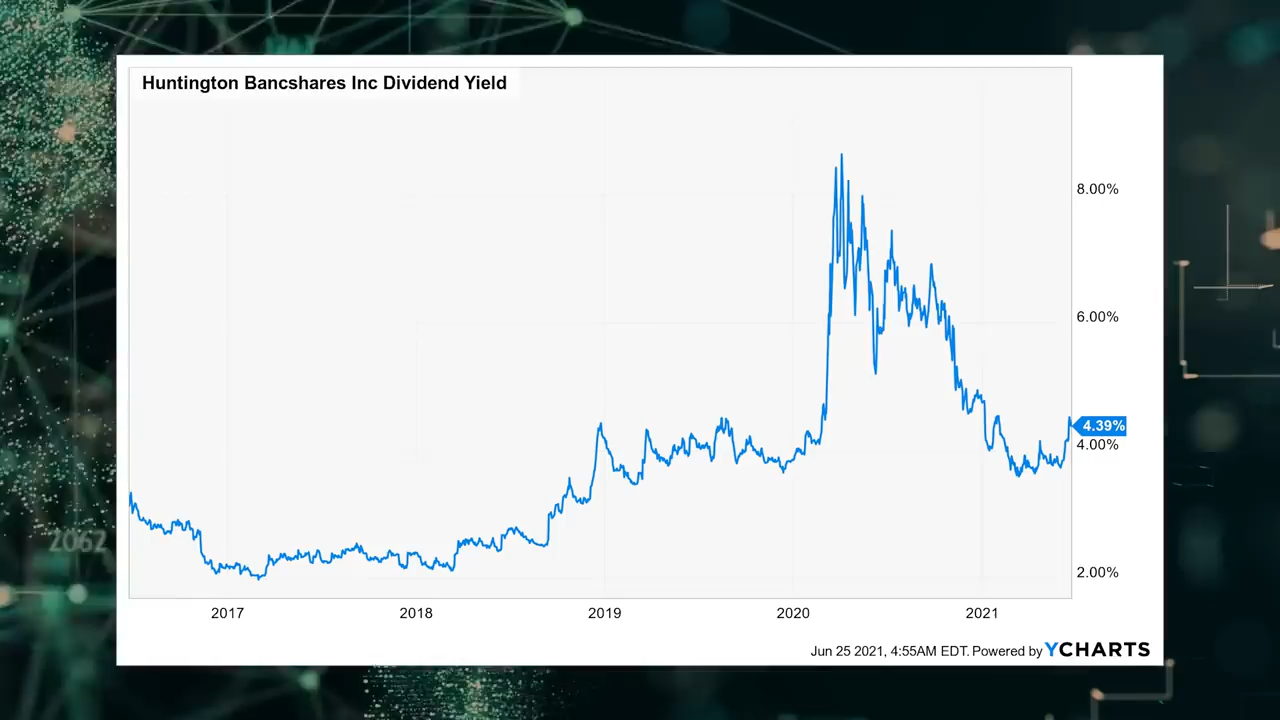 Huntington Bancshares Inc Dividend Yield
8.00%
6.00%
4.39%
4.00%
2.00%
2017 2018 2019 2020 2021
Jun 25 2021, 4:55AM EDT. Powered by YCHARTS
2062